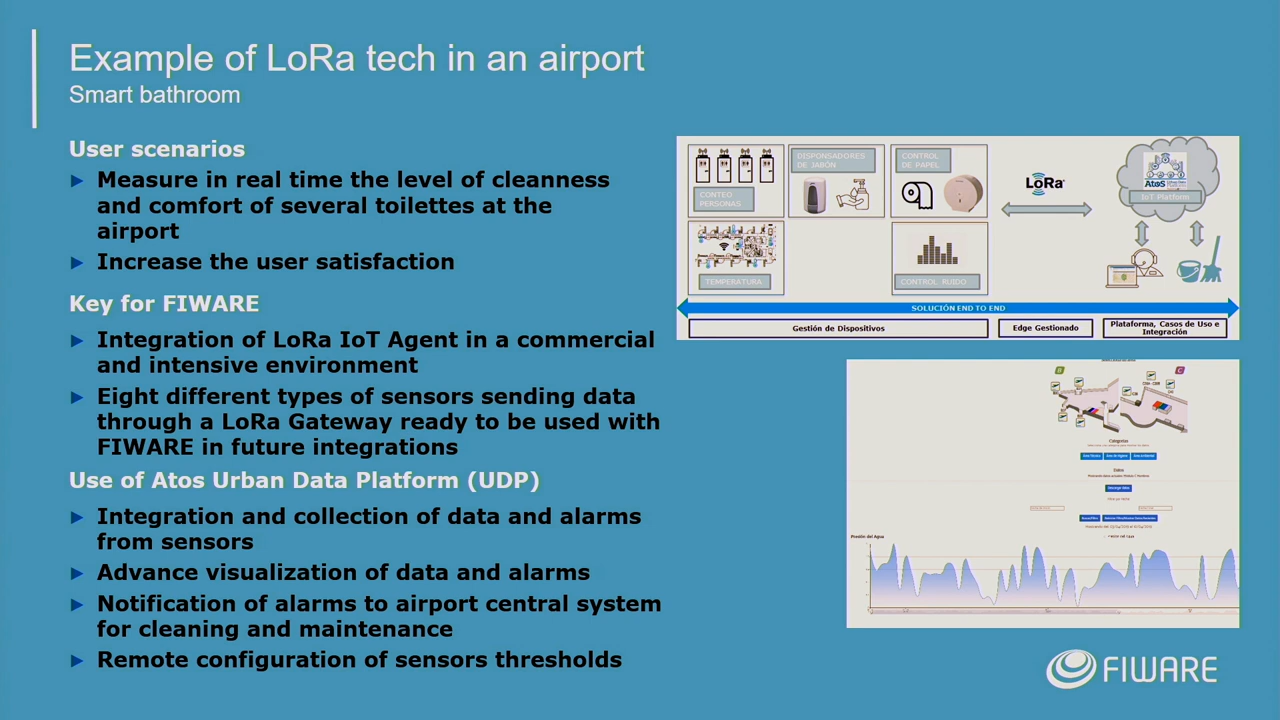 Example of LoRa tech in an airport
Smart bathroom
User scenarios
► Measure in real time the level of cleanness
and comfort of several toilettes at the
airport
► Increase the user satisfaction
Key for FIWARE
► Integration of LoRa IoT Agent in a commercial
and intensive environment
► Eight different types of sensors sending data
through a LoRa Gateway ready to be used with
FIWARE in future integrations
Use of Atos Urban Data Platform (UDP)
► Integration and collection of data and alarms
from sensors
► Advance visualization of data and alarms
► Notification of alarms to airport central system
for cleaning and maintenance
► Remote configuration of sensors thresholds
CONTEO
PERSONAS
DISPONSADORES
DE JABÓN
CONTROL
DE PAPEL
LoRa
Atos
IoT Platform
TEMPERATURA
CONTROL RUIDO
SOLUCIÓN END TO END
Gestión de Dispositivos
Edge Gestionado
Plataforma, Casos de Uso e
Integración
B
C
Categorías
Datos
Presión del Agua
FIWARE